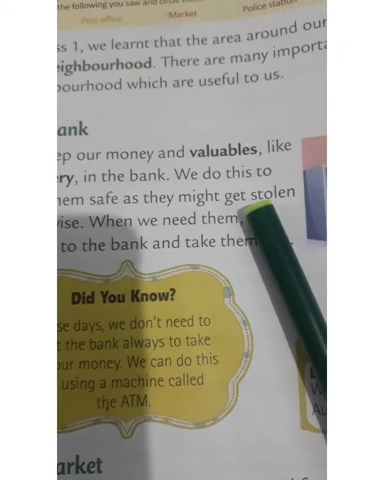 the following you saw and circle
Post office Market Police station
ss 1, we learnt that the area around our
eighbourhood. There are many importa
bourhood which are useful to us.
ank
ep our money and valuables, like
ry, in the bank. We do this to
hem safe as they might get stolen
wise. When we need them,
to the bank and take them
Did You Know?
se days, we don't need to
t the bank always to take
our money. We can do this
using a machine called
the ATM.
arket